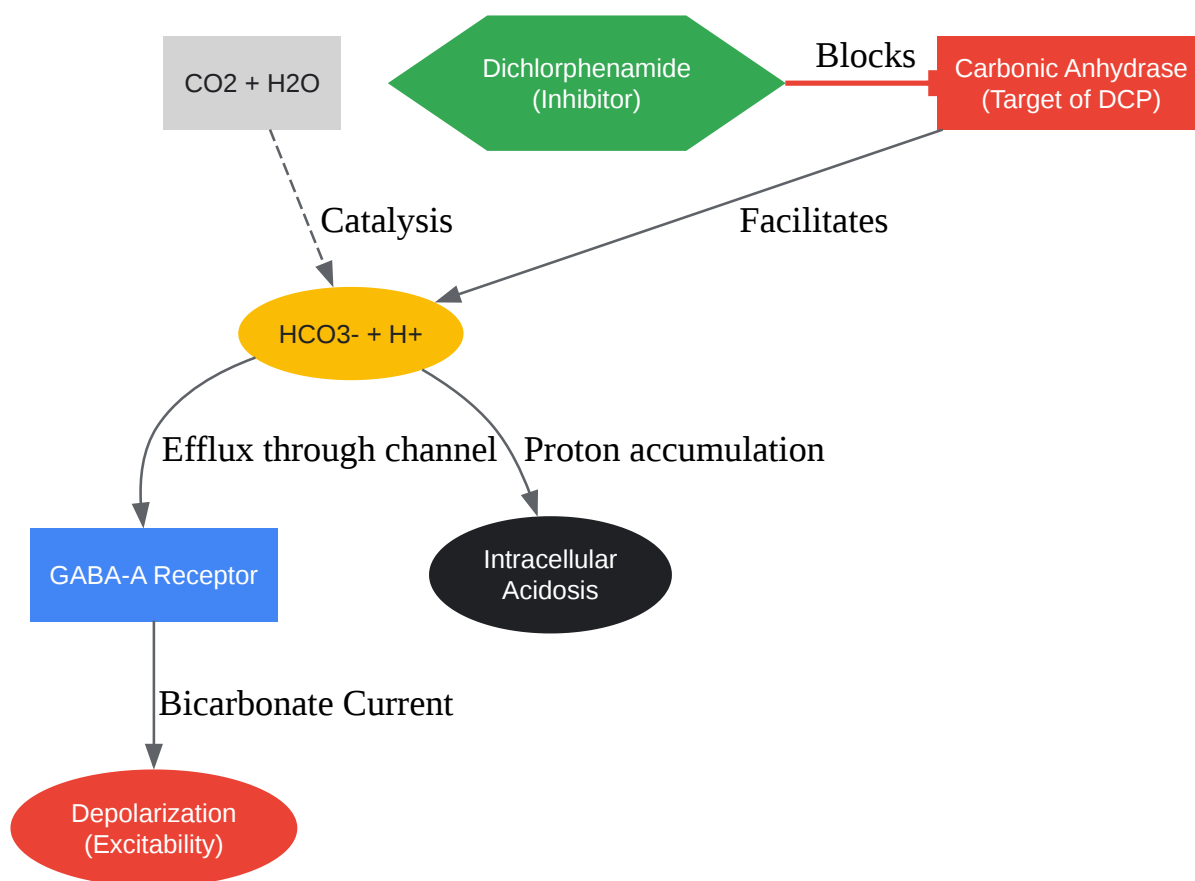 CO2 + H2O
Dichlorphenamide
(Inhibitor)
Blocks
Carbonic Anhydrase
(Target of DCP)
Catalysis
Facilitates
HCO3- + H+
Efflux through channel
Proton accumulation
GABA-A Receptor
Intracellular
Acidosis
Bicarbonate Current
Depolarization
(Excitability)